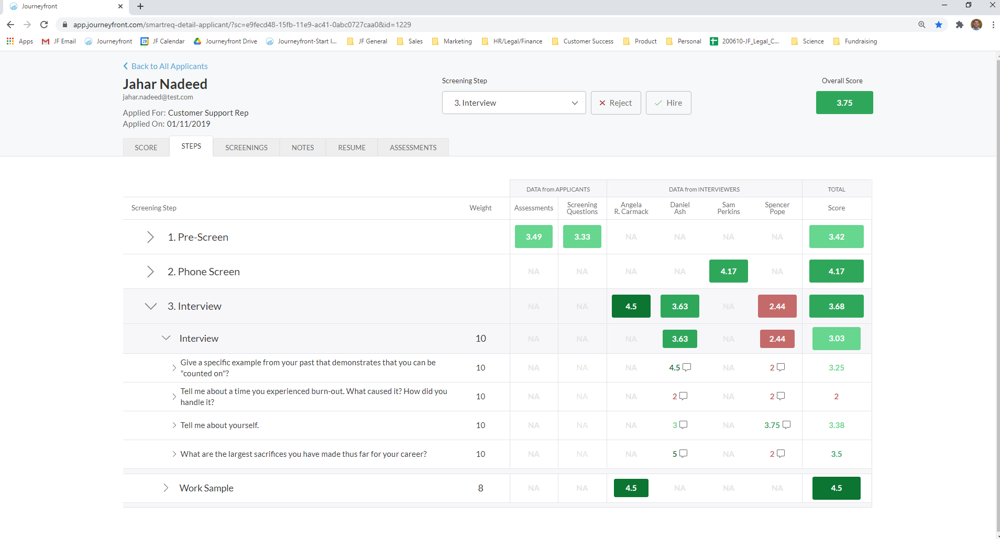 Journeyfront
app.journeyfront.com/smartreq-detail-applicant/?sc=e9fecd48-15fb-11e9-ac41-0abc0727caa0&id=1229
Apps JF Email Journeyfront 28 JF Calendar Journeyfront Drive Journeyfront-Start I... JF General Sales Marketing HR/Legal/Finance Customer Success Product Personal 200610-JF_Legal_C... Science Fundraising
Back to All Applicants
Jahar Nadeed
jahar.nadeed@test.com
Applied For: Customer Support Rep
Applied On: 01/11/2019
Screening Step
3. Interview Reject Hire
Overall Score
3.75
SCORE STEPS SCREENINGS NOTES RESUME ASSESSMENTS
DATA from APPLICANTS DATA from INTERVIEWERS TOTAL
Screening Step Weight Assessments Screening Questions Angela R. Carmack Daniel Ash Sam Perkins Spencer Pope Score
1. Pre-Screen 3.49 3.33 NA NA NA NA 3.42
2. Phone Screen NA NA NA NA 4.17 NA 4.17
3. Interview NA NA 4.5 3.63 NA 2.44 3.68
Interview 10 NA NA NA 3.63 NA 2.44 3.03
Give a specific example from your past that demonstrates that you can be
"counted on"?
10 NA NA NA 4.5 NA 2 3.25
Tell me about a time you experienced burn-out. What caused it? How did you
handle it?
10 NA NA NA 2 NA 2 2
Tell me about yourself. 10 NA NA NA 3 NA 3.75 3.38
What are the largest sacrifices you have made thus far for your career? 10 NA NA NA 5 NA 2 3.5
Work Sample 8 NA NA 4.5 NA NA NA 4.5